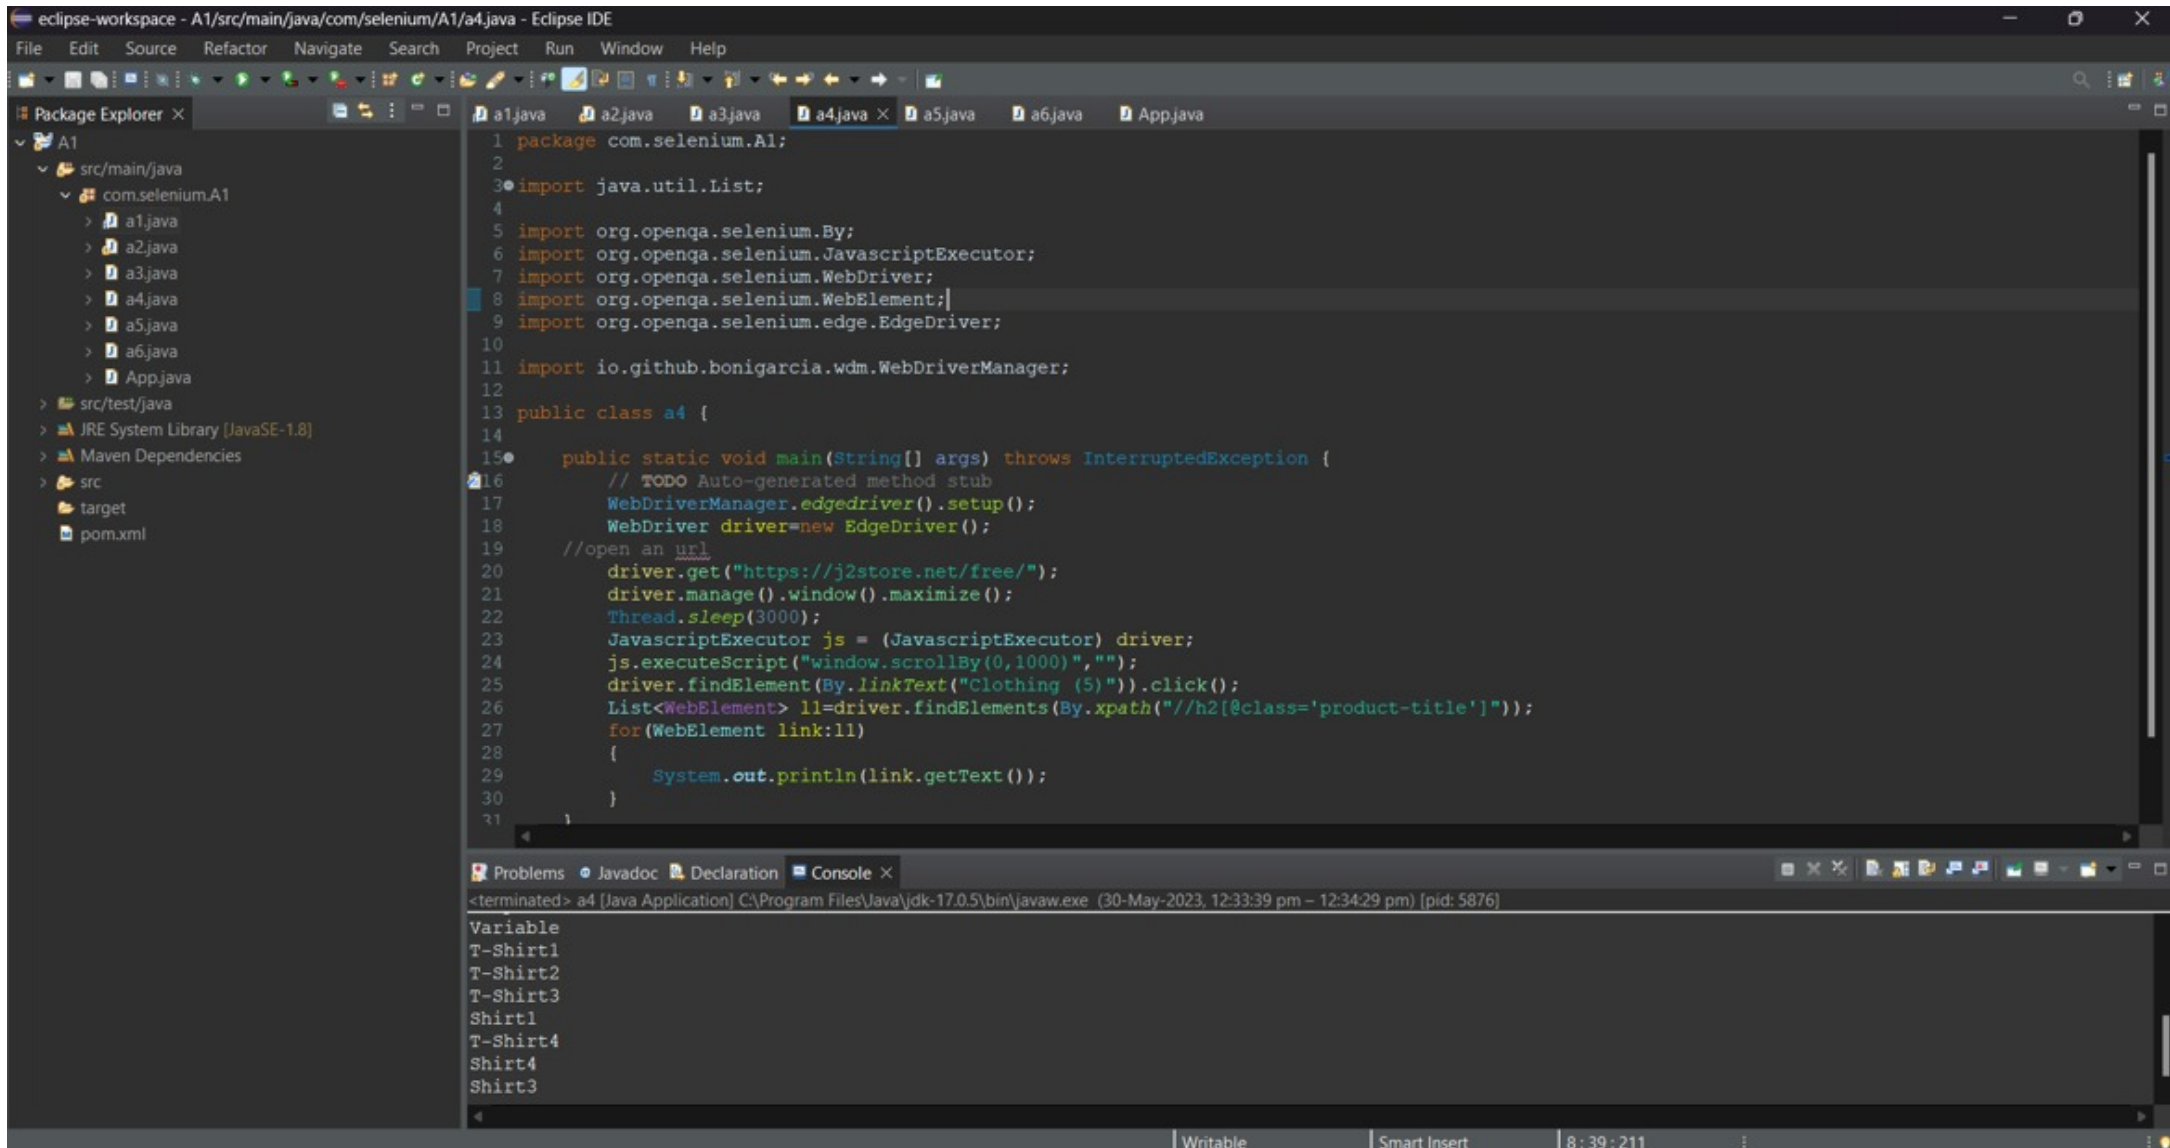 eclipse-workspace - A1/src/main/java/com/selenium/A1/a4.java - Eclipse IDE
File Edit Source Refactor Navigate Search Project Run Window Help
Package Explorer
a1.java a2.java a3.java a4.java a5.java a6.java App.java
A1
src/main/java
com.selenium.A1
a1.java
a2.java
a3.java
a4.java
a5.java
a6.java
App.java
src/test/java
JRE System Library [JavaSE-1.8]
Maven Dependencies
src
target
pom.xml
1 package com.selenium.A1;
2
3 import java.util.List;
4
5 import org.openqa.selenium.By;
6 import org.openqa.selenium.JavascriptExecutor;
7 import org.openqa.selenium.WebDriver;
8 import org.openqa.selenium.WebElement;
9 import org.openqa.selenium.edge.EdgeDriver;
10
11 import io.github.bonigarcia.wdm.WebDriverManager;
12
13 public class a4 {
14
15 public static void main(String[] args) throws InterruptedException {
16 // TODO Auto-generated method stub
17 WebDriverManager.edgedriver().setup();
18 WebDriver driver=new EdgeDriver();
19 //open an url
20 driver.get("https://j2store.net/free/");
21 driver.manage().window().maximize();
22 Thread.sleep(3000);
23 JavascriptExecutor js = (JavascriptExecutor) driver;
24 js.executeScript("window.scrollBy(0,1000)","");
25 driver.findElement(By.linkText("Clothing (5)")).click();
26 List<WebElement> l1=driver.findElements(By.xpath("//h2[@class='product-title']"));
27 for(WebElement link:l1)
28 {
29 System.out.println(link.getText());
30 }
31 }
Problems Javadoc Declaration Console
<terminated> a4 [Java Application] C:\Program Files\Java\jdk-17.0.5\bin\javaw.exe (30-May-2023, 12:33:39 pm – 12:34:29 pm) [pid: 5876]
Variable
T-Shirt1
T-Shirt2
T-Shirt3
Shirt1
T-Shirt4
Shirt4
Shirt3
Writable Smart Insert 8 : 39 : 211